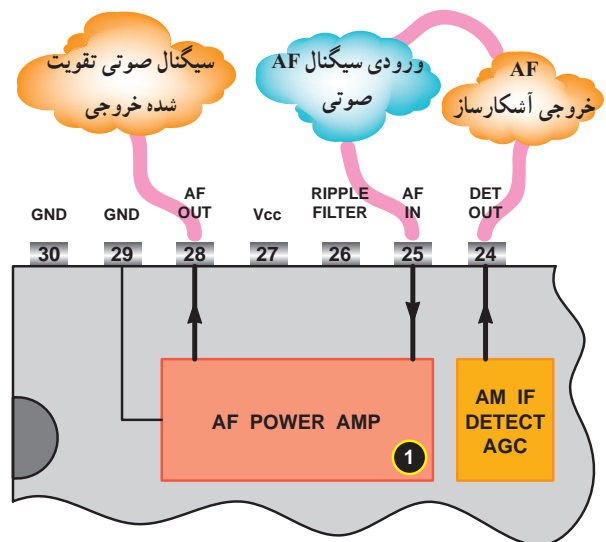 سیگنال صوتی تقویت
شده خروجی
ورودی سیگنال AF
صوتی
AF
خروجی آشکارساز
GND
GND
AF
OUT
Vcc
RIPPLE
FILTER
AF
IN
DET
OUT
30
29
28
27
26
25
24
AF POWER AMP
1
AM IF
DETECT
AGC